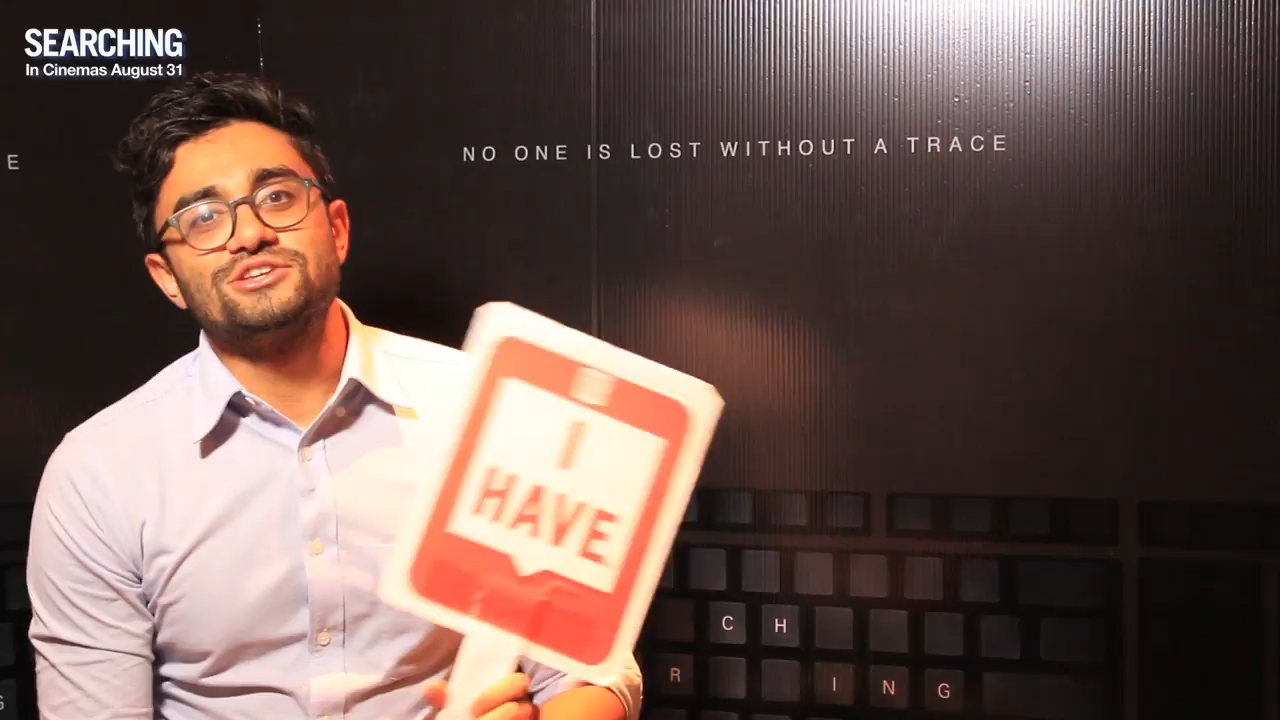 SEARCHING
In Cinemas August 31
E
NO ONE IS LOST WITHOUT A TRACE
I
HAVE
C H
R I N G
G